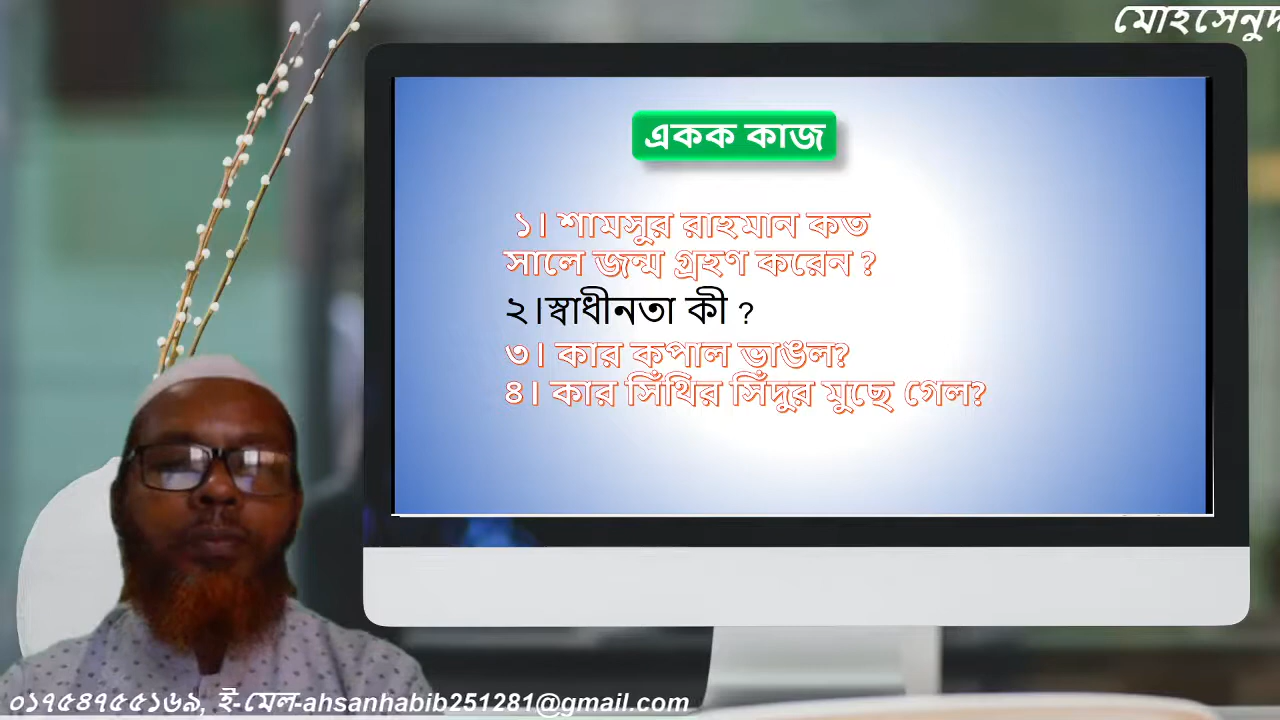 মোহসেনুদ
একক কাজ
১। শামসুর রাহমান কত
সালে জন্ম গ্রহণ করেন ?
২।স্বাধীনতা কী ?
৩। কার কপাল ভাঙল?
৪। কার সিঁথির সিঁদুর মুছে গেল?
০১৭৫৪৭৫৫১৬৯, ই-মেল-ahsanhabib251281@gmail.com